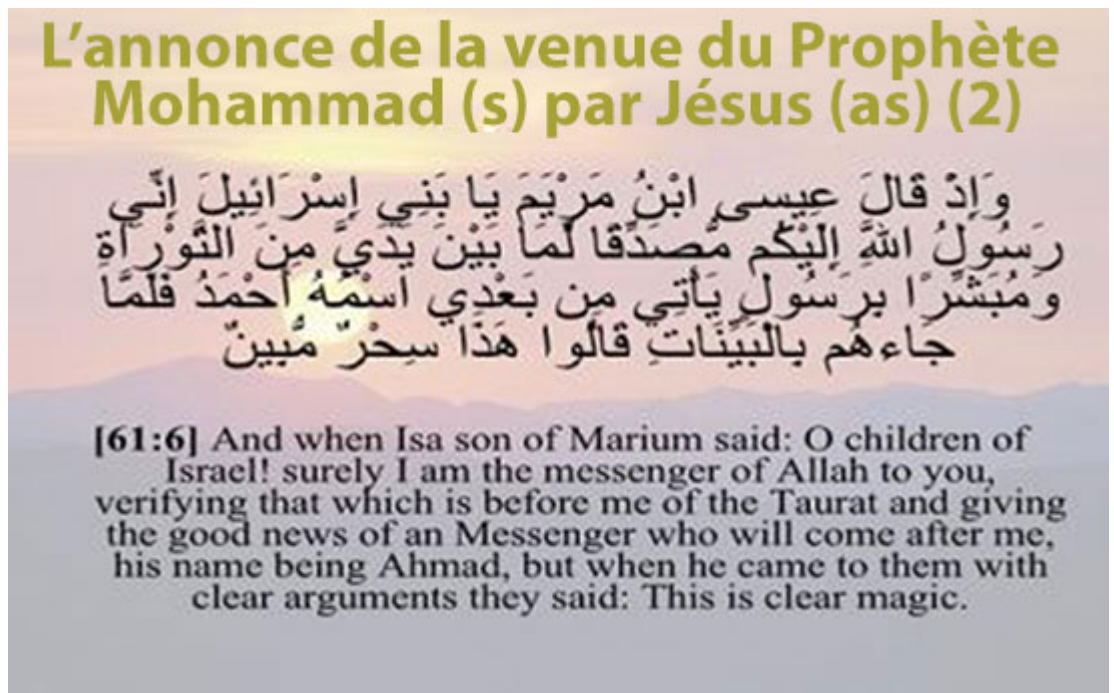 L'annonce de la venue du Prophète
Mohammad (s) par Jésus (as) (2)
وَإِذْ قَالَ عِيسَى ابْنُ مَرْيَمَ يَا بَنِي إِسْرَائِيلَ إِنِّي
رَسُولُ اللَّهِ إِلَيْكُم مُّصَدِّقًا لِّمَا بَيْنَ يَدَيَّ مِنَ التَّوْرَاةِ
وَمُبَشِّرًا بِرَسُولٍ يَأْتِي مِن بَعْدِي اسْمُهُ أَحْمَدُ فَلَمَّا
جَاءهُم بِالْبَيِّنَاتِ قَالُوا هَذَا سِحْرٌ مُّبِينٌ
[61:6] And when Isa son of Marium said: O children of
Israel! surely I am the messenger of Allah to you,
verifying that which is before me of the Taurat and giving
the good news of an Messenger who will come after me,
his name being Ahmad, but when he came to them with
clear arguments they said: This is clear magic.